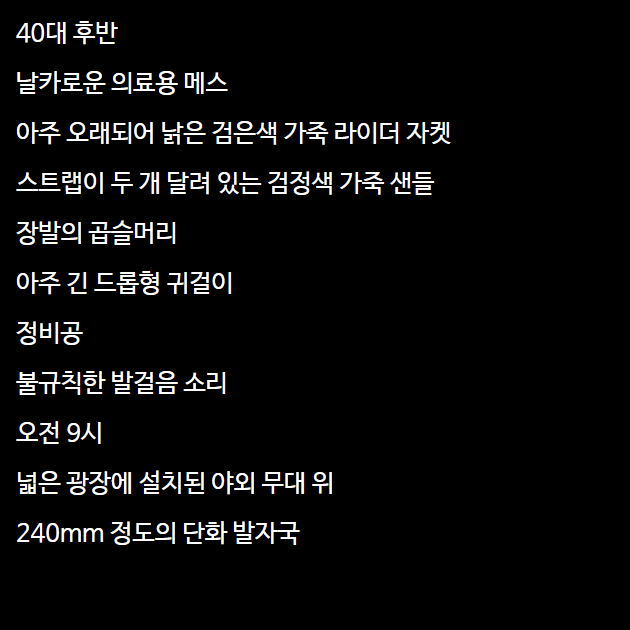 40대 후반
날카로운 의료용 메스
아주 오래되어 낡은 검은색 가죽 라이더 자켓
스트랩이 두 개 달려 있는 검정색 가죽 샌들
장발의 곱슬머리
아주 긴 드롭형 귀걸이
정비공
불규칙한 발걸음 소리
오전 9시
넓은 광장에 설치된 야외 무대 위
240mm 정도의 단화 발자국